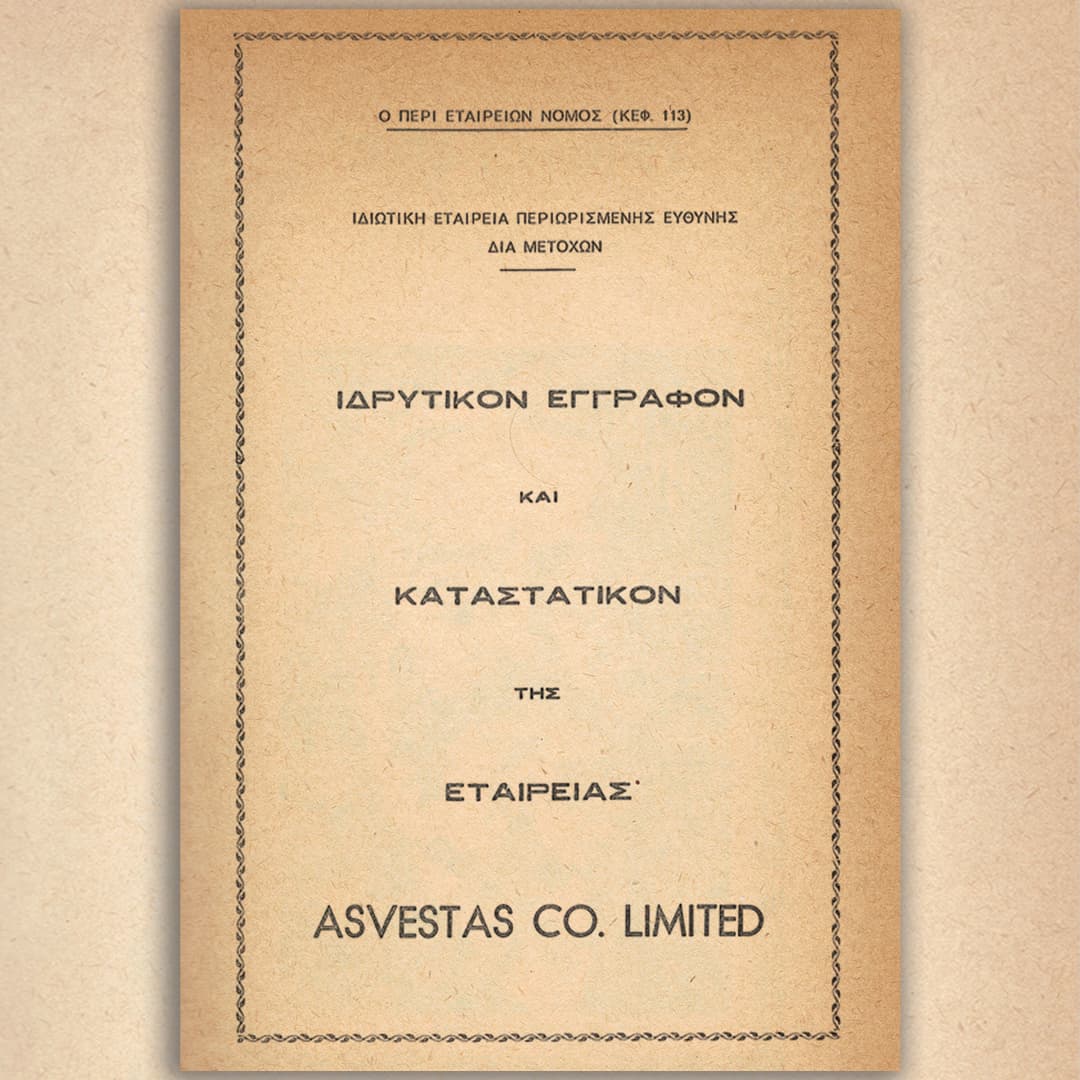 Ο ΠΕΡΙ ΕΤΑΙΡΕΙΩΝ ΝΟΜΟΣ (ΚΕΦ. 113)
ΙΔΙΩΤΙΚΗ ΕΤΑΙΡΕΙΑ ΠΕΡΙΩΡΙΣΜΕΝΗΣ ΕΥΘΥΝΗΣ
ΔΙΑ ΜΕΤΟΧΩΝ
ΙΔΡΥΤΙΚΟΝ ΕΓΓΡΑΦΟΝ
ΚΑΙ
ΚΑΤΑΣΤΑΤΙΚΟΝ
ΤΗΣ
ΕΤΑΙΡΕΙΑΣ
ASVESTAS CO. LIMITED